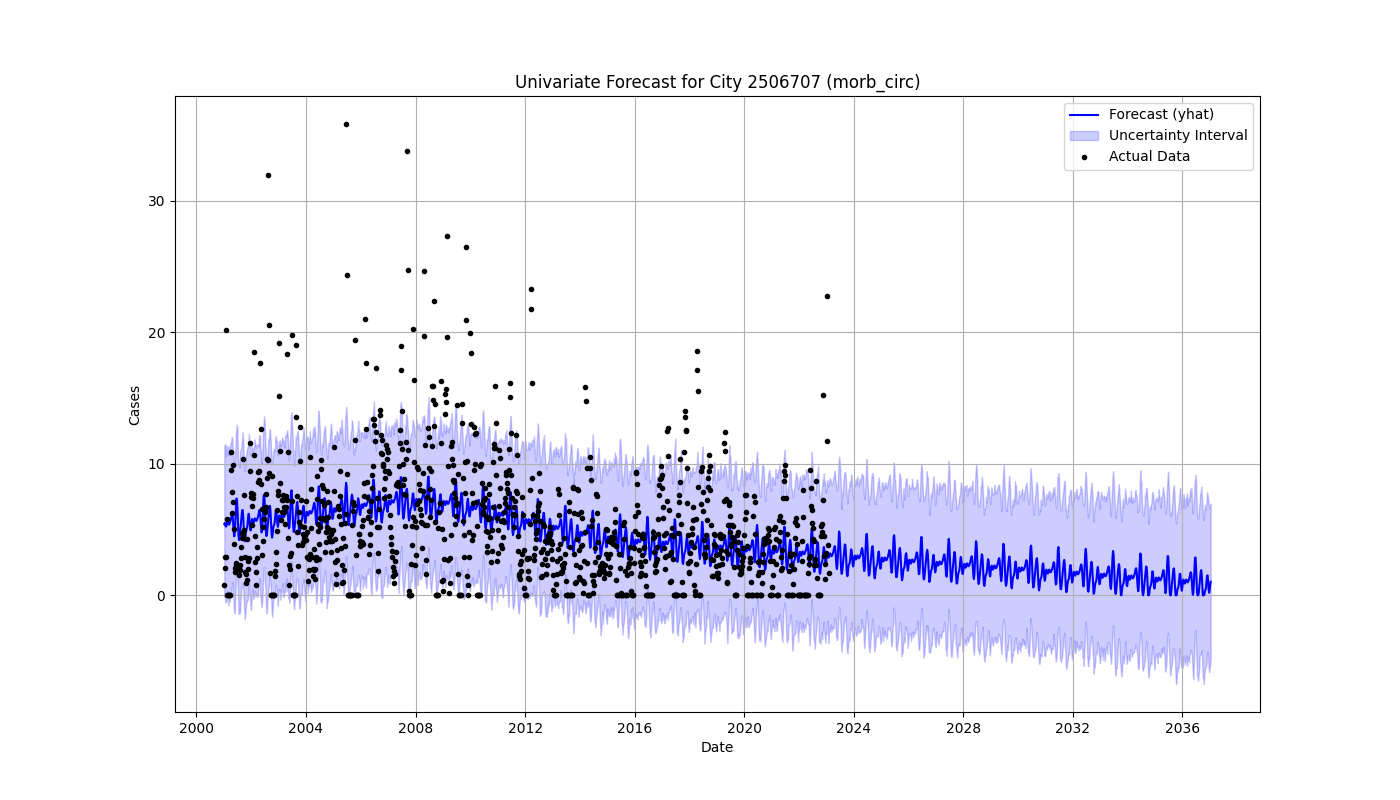 Univariate Forecast for City 2506707 (morb_circ)
Forecast (yhat)
Uncertainty Interval
Actual Data
Cases
30
20
10
0
2000 2004 2008 2012 2016 2020 2024 2028 2032 2036
Date